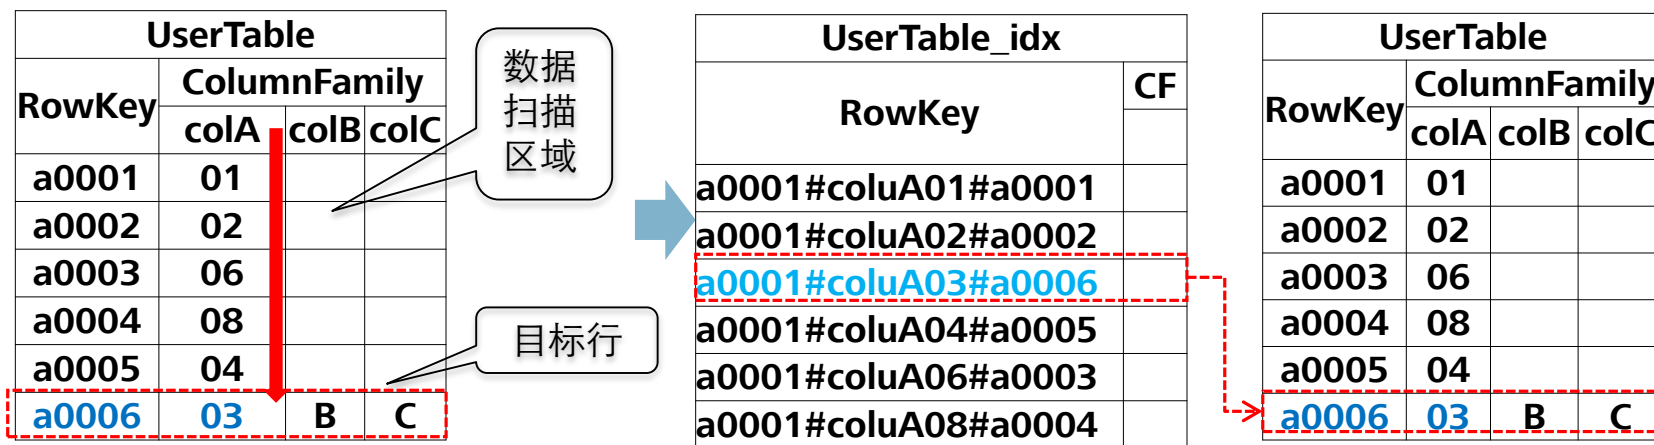 UserTable
RowKey ColumnFamily
colA colB colC
a0001 01
a0002 02
a0003 06
a0004 08
a0005 04
a0006 03 B C
数据
扫描
区域
目标行
UserTable_idx
RowKey CF
a0001#coluA01#a0001
a0001#coluA02#a0002
a0001#coluA03#a0006
a0001#coluA04#a0005
a0001#coluA06#a0003
a0001#coluA08#a0004
UserTable
RowKey ColumnFamily
colA colB colC
a0001 01
a0002 02
a0003 06
a0004 08
a0005 04
a0006 03 B C